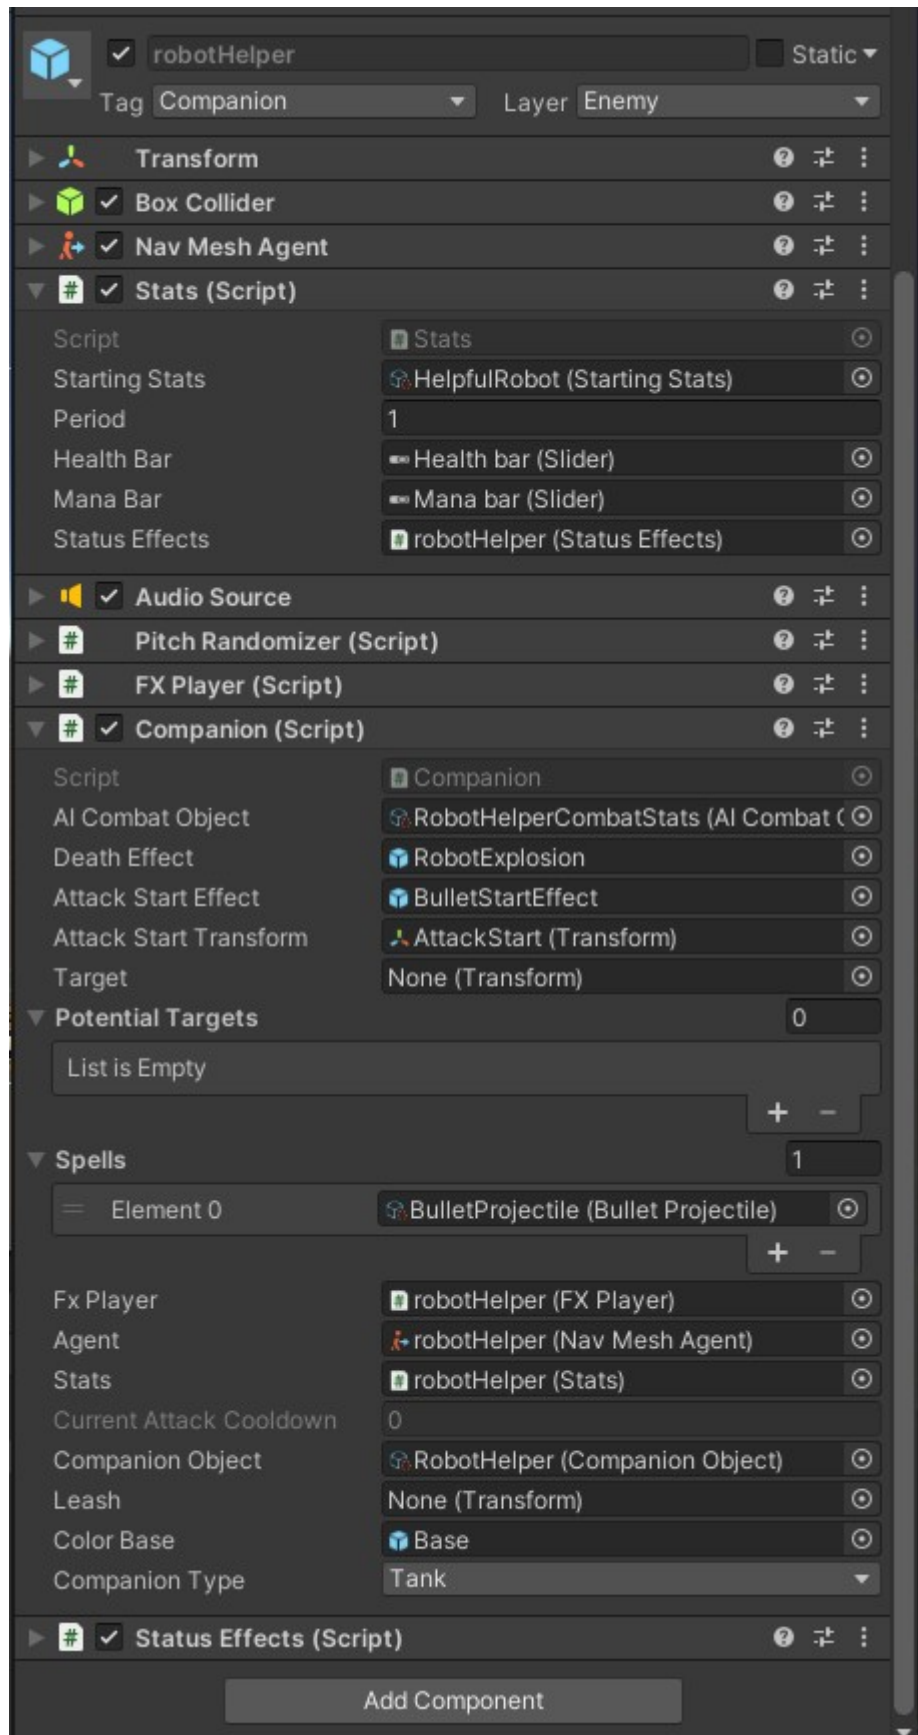 robotHelper Static
Tag Companion Layer Enemy
Transform
Box Collider
Nav Mesh Agent
# Stats (Script)
Script # Stats
Starting Stats HelpfulRobot (Starting Stats)
Period 1
Health Bar Health bar (Slider)
Mana Bar Mana bar (Slider)
Status Effects # robotHelper (Status Effects)
Audio Source
# Pitch Randomizer (Script)
# FX Player (Script)
# Companion (Script)
Script # Companion
AI Combat Object RobotHelperCombatStats (AI Combat (
Death Effect RobotExplosion
Attack Start Effect BulletStartEffect
Attack Start Transform AttackStart (Transform)
Target None (Transform)
Potential Targets 0
List is Empty
+ −
Spells 1
Element 0 BulletProjectile (Bullet Projectile)
+ −
Fx Player # robotHelper (FX Player)
Agent robotHelper (Nav Mesh Agent)
Stats # robotHelper (Stats)
Current Attack Cooldown 0
Companion Object RobotHelper (Companion Object)
Leash None (Transform)
Color Base Base
Companion Type Tank
# Status Effects (Script)
Add Component